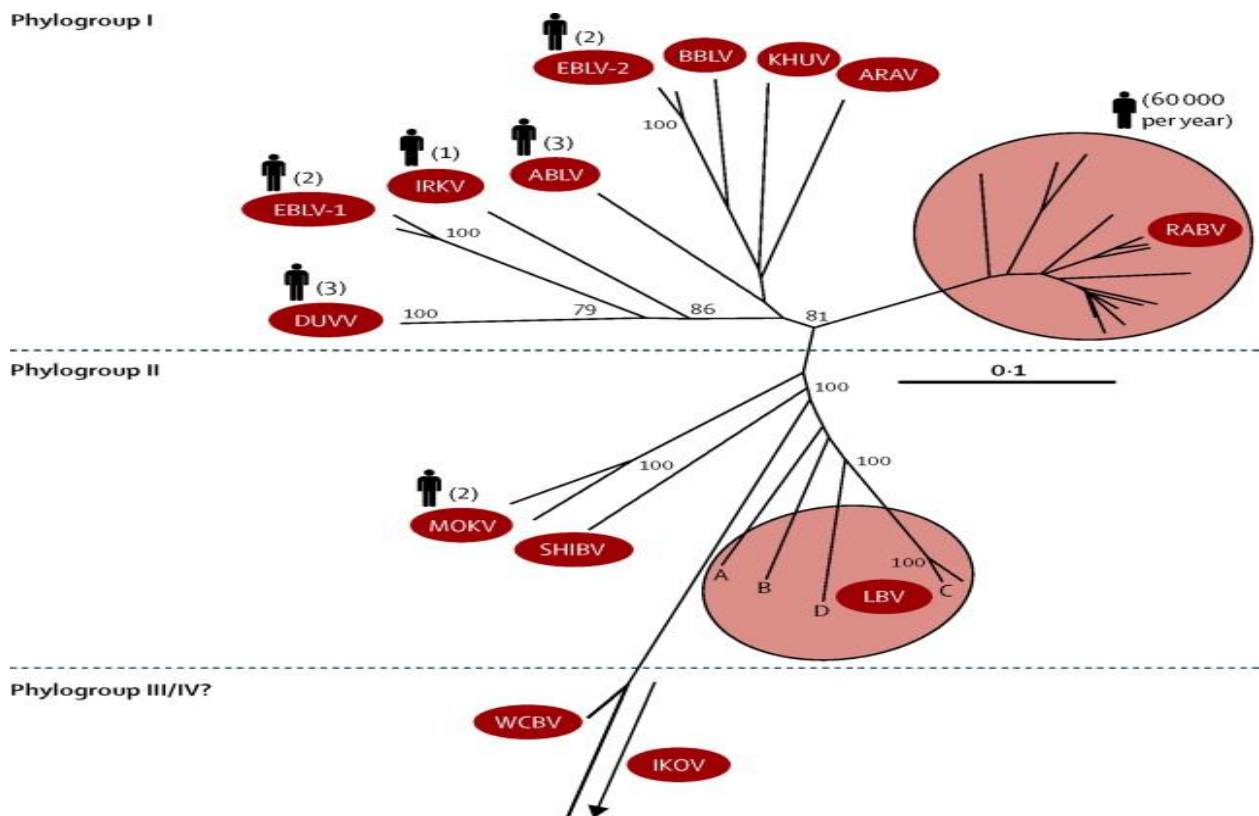 Phylogroup I
(2)
EBLV-2
BBLV
KHUV
ARAV
(60 000
per year)
100
(3)
ABLV
(1)
IRKV
(2)
EBLV-1
100
RABV
(3)
DUVV
100
79
86
81
Phylogroup II
0·1
100
100
100
(2)
MOKV
SHIBV
A
B
D
LBV
100
C
Phylogroup III/IV?
WCBV
IKOV